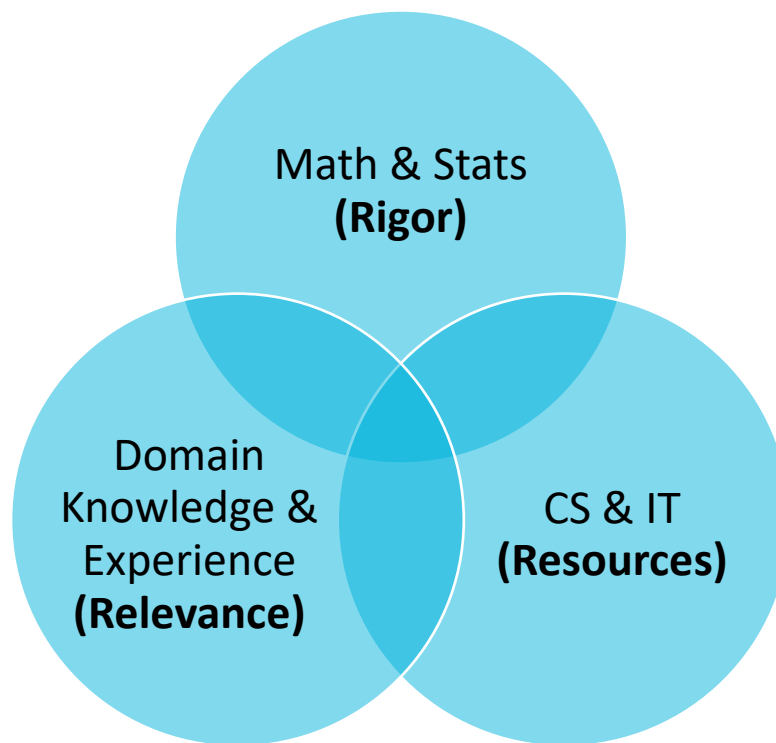 Math & Stats
(Rigor)
Domain
Knowledge &
Experience
(Relevance)
CS & IT
(Resources)